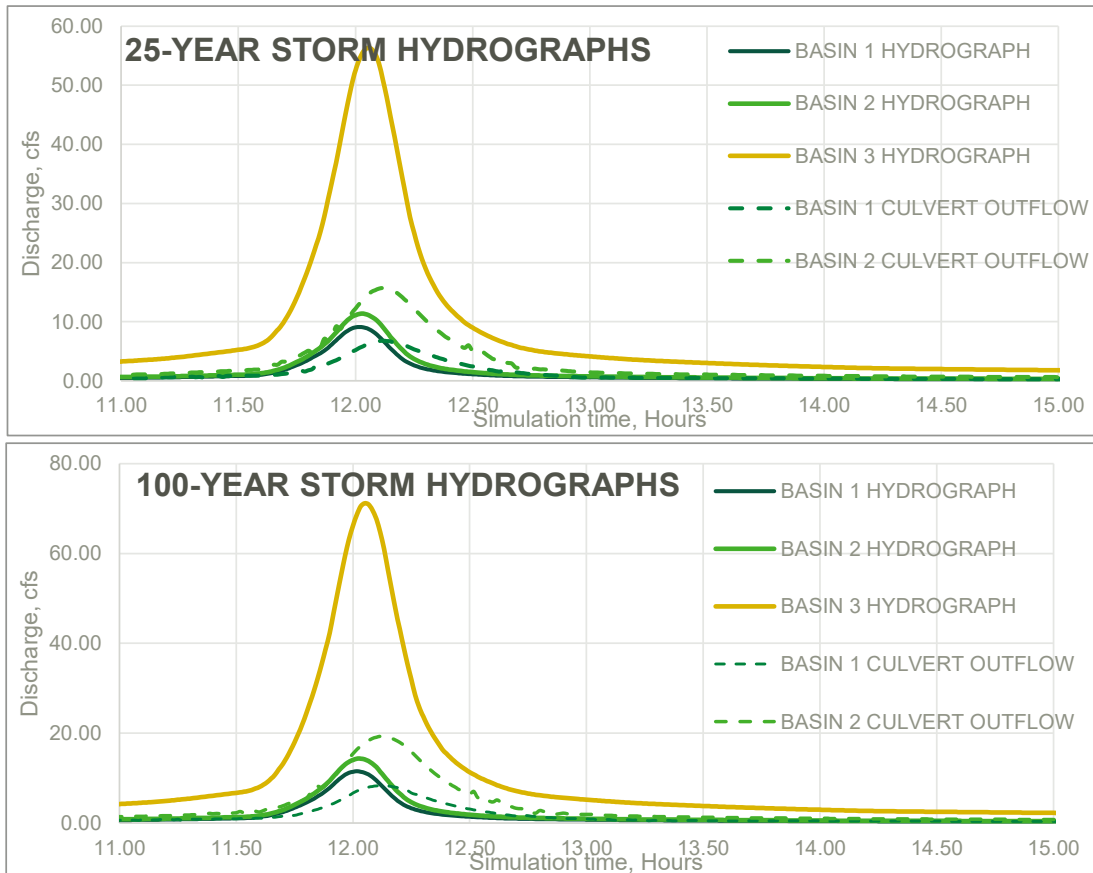 25-YEAR STORM HYDROGRAPHS
60.00
50.00
40.00
30.00
20.00
10.00
0.00
Discharge, cfs
BASIN 1 HYDROGRAPH
BASIN 2 HYDROGRAPH
BASIN 3 HYDROGRAPH
BASIN 1 CULVERT OUTFLOW
BASIN 2 CULVERT OUTFLOW
11.00 11.50 12.00 12.50 13.00 13.50 14.00 14.50 15.00
Simulation time, Hours
100-YEAR STORM HYDROGRAPHS
80.00
60.00
40.00
20.00
0.00
Discharge, cfs
BASIN 1 HYDROGRAPH
BASIN 2 HYDROGRAPH
BASIN 3 HYDROGRAPH
BASIN 1 CULVERT OUTFLOW
BASIN 2 CULVERT OUTFLOW
11.00 11.50 12.00 12.50 13.00 13.50 14.00 14.50 15.00
Simulation time, Hours